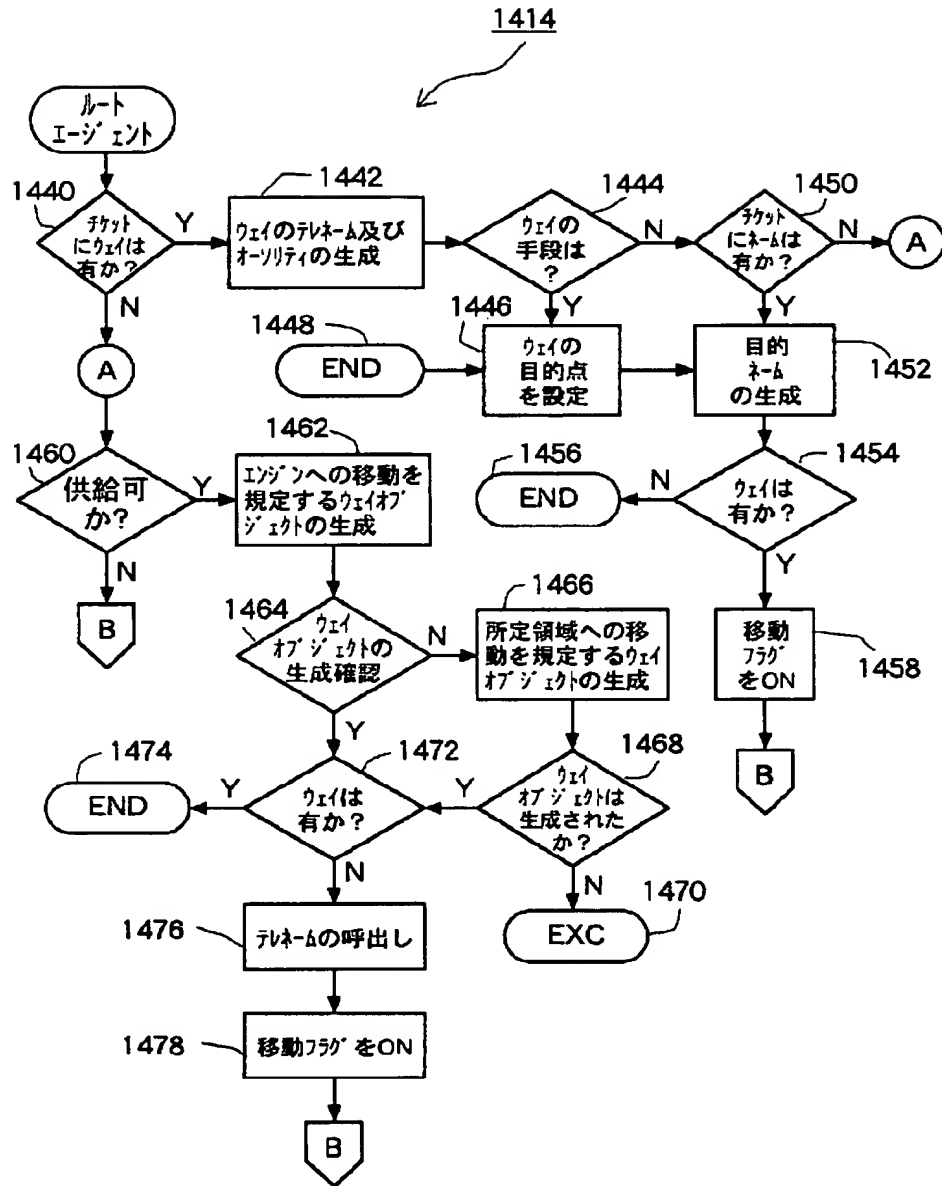 1414
ルート
エージェント
1440
チケット
にウェイは
有か?
Y
N
1442
ウェイのテレネーム及び
オーソリティの生成
1444
ウェイの
手段は
?
N
Y
1450
チケット
にネームは
有か?
N
Y
A
A
1448
END
1446
ウェイの
目的点
を設定
目的
ネーム
の生成
1452
1460
供給可
か?
Y
N
B
1462
エンジンへの移動を
規定するウェイオブ
ジェクトの生成
1456
END
N
1454
ウェイは
有か?
Y
1464
ウェイ
オブジェクトの
生成確認
N
Y
1466
所定領域への移
動を規定するウェイ
オブジェクトの生成
移動
フラグ
をON
1458
B
1474
END
Y
1472
ウェイは
有か?
N
Y
1468
ウェイ
オブジェクトは
生成された
か?
N
1470
EXC
1476
テレネームの呼出し
1478
移動フラグをON
B